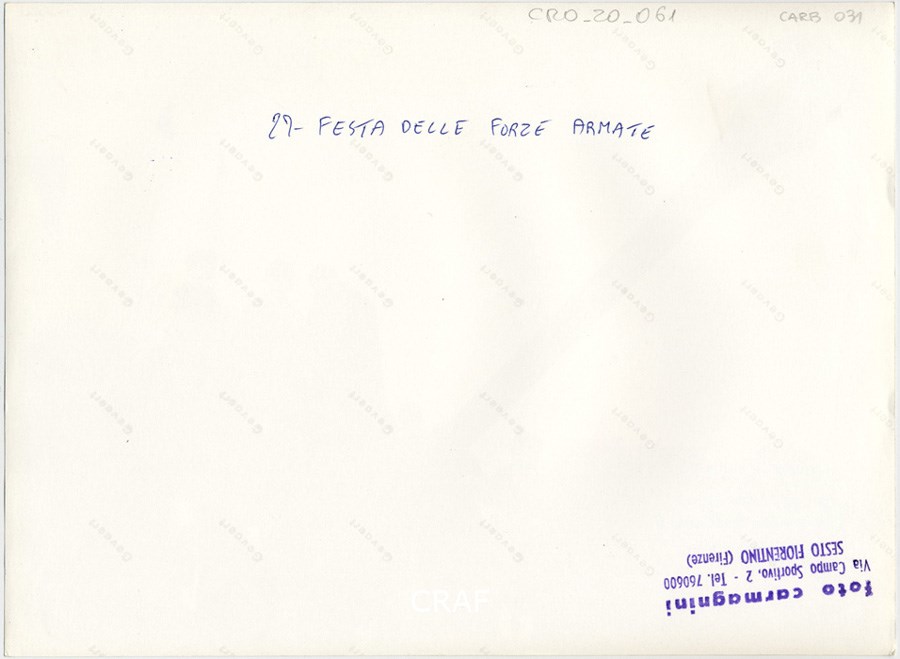 CRO_20_061
CARB 031
29- FESTA DELLE FORZE ARMATE
foto carmagnini
Via Campo Sportivo, 2 - Tel. 760600
SESTO FIORENTINO (Firenze)
CRAF